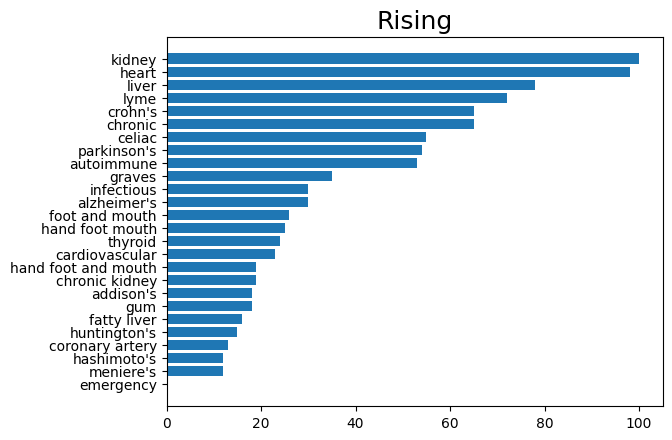 Rising
kidney
heart
liver
lyme
crohn's
chronic
celiac
parkinson's
autoimmune
graves
infectious
alzheimer's
foot and mouth
hand foot mouth
thyroid
cardiovascular
hand foot and mouth
chronic kidney
addison's
gum
fatty liver
huntington's
coronary artery
hashimoto's
meniere's
emergency
0 20 40 60 80 100